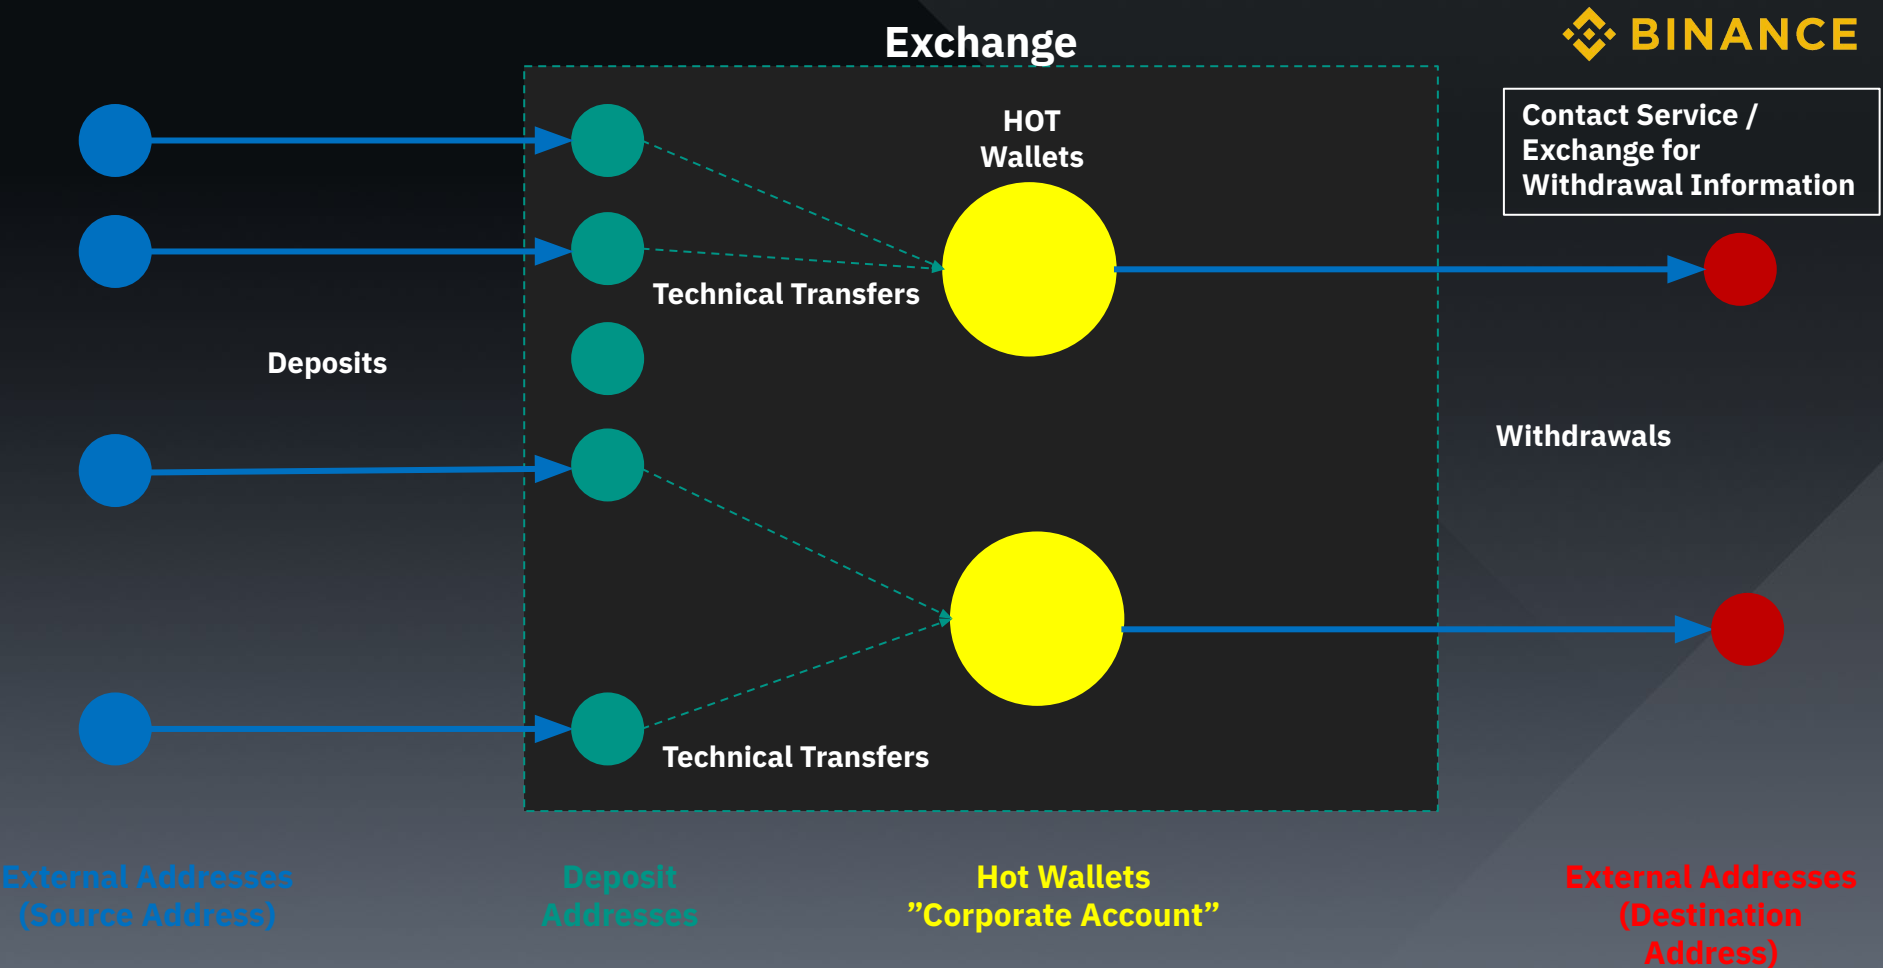 Exchange
BINANCE
Contact Service /
Exchange for
Withdrawal Information
HOT
Wallets
Technical Transfers
Deposits
Withdrawals
Technical Transfers
External Addresses
(Source Address)
Deposit
Addresses
Hot Wallets
”Corporate Account”
External Addresses
(Destination
Address)